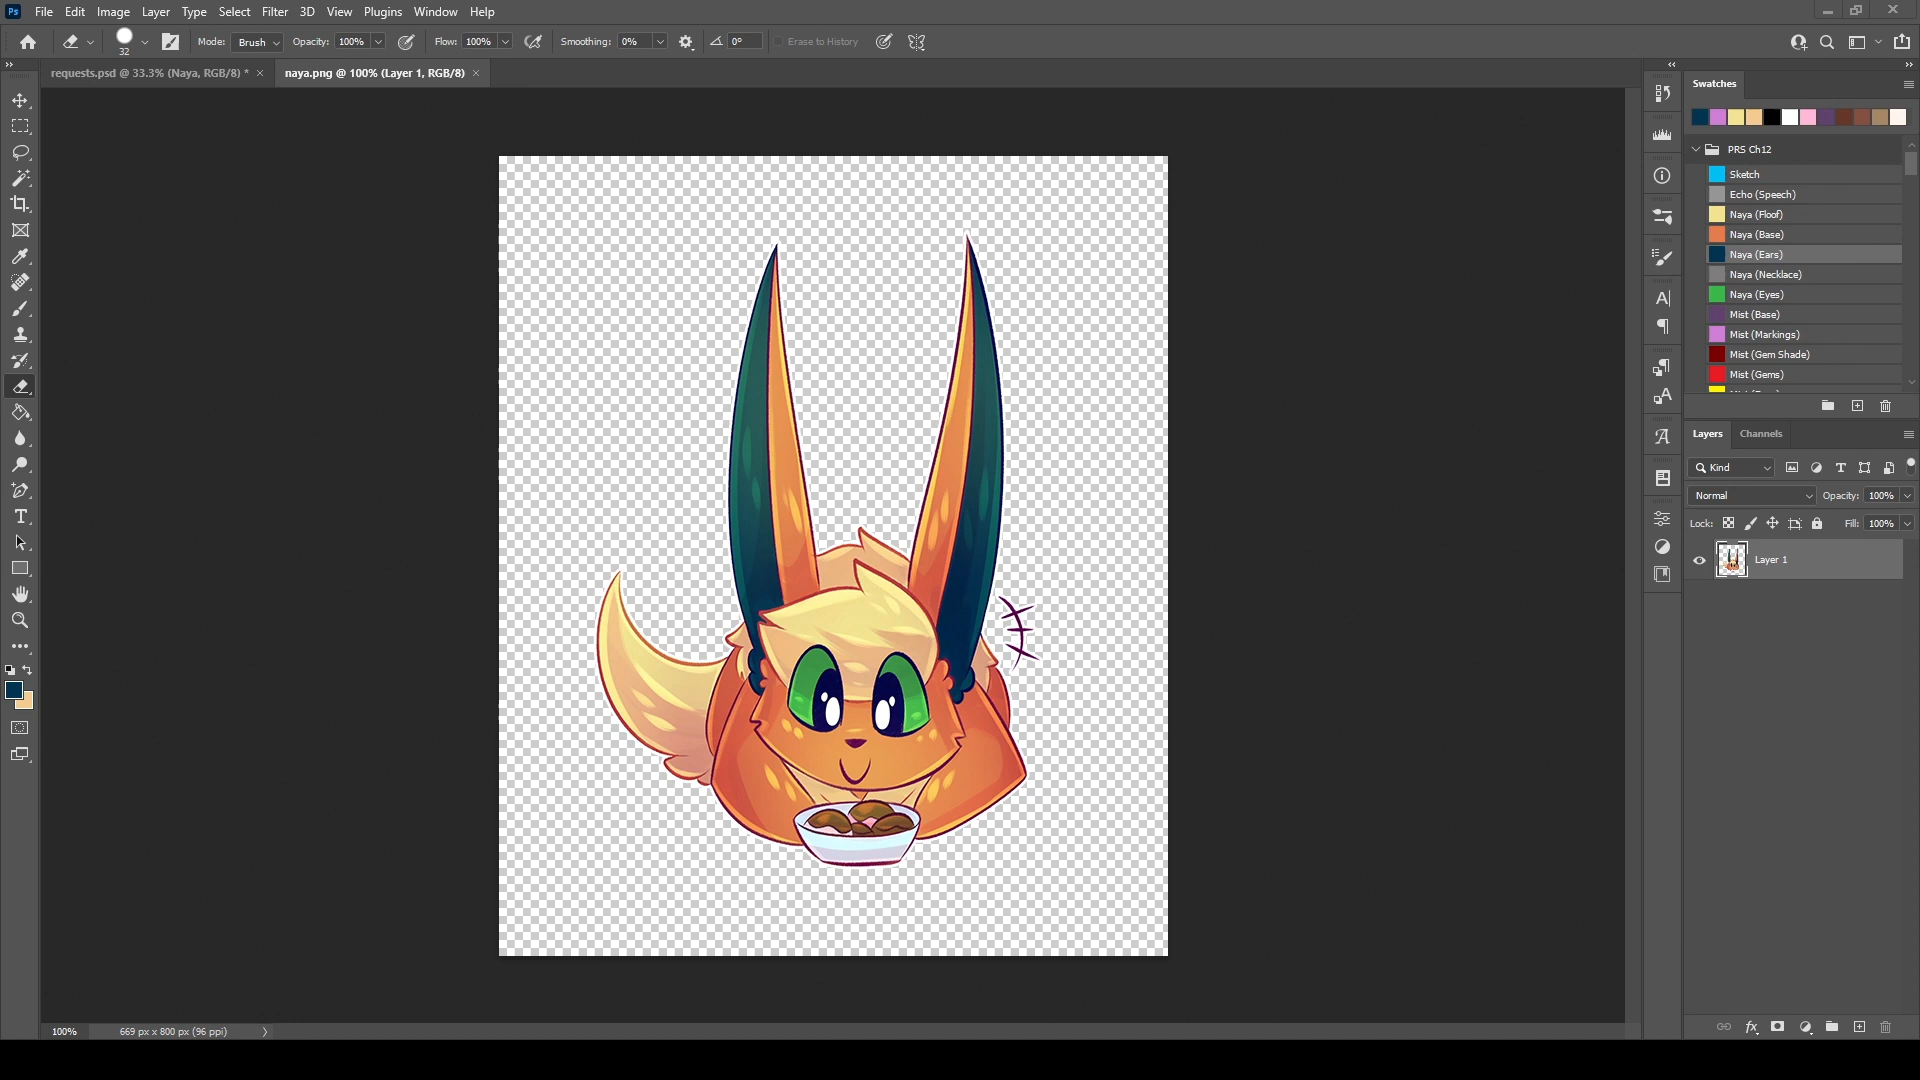 Ps File Edit Image Layer Type Select Filter 3D View Plugins Window Help
32 Mode: Brush Opacity: 100% Flow: 100% Smoothing: 0% 0° Erase to History
requests.psd @ 33.3% (Naya, RGB/8) * × naya.png @ 100% (Layer 1, RGB/8) ×
Swatches
PRS Ch12
Sketch
Echo (Speech)
Naya (Floof)
Naya (Base)
Naya (Ears)
Naya (Necklace)
Naya (Eyes)
Mist (Base)
Mist (Markings)
Mist (Gem Shade)
Mist (Gems)
Layers Channels
Kind
Normal Opacity: 100%
Lock: Fill: 100%
Layer 1
100% 669 px x 800 px (96 ppi)